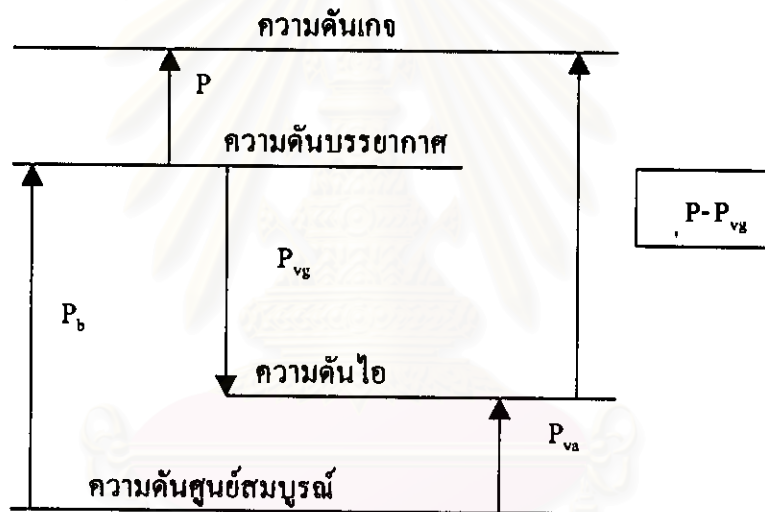 ความดันเกจ
P
ความดันบรรยากาศ
P-P_vg
P_vg
P_b
ความดันไอ
P_va
ความดันศูนย์สมบูรณ์